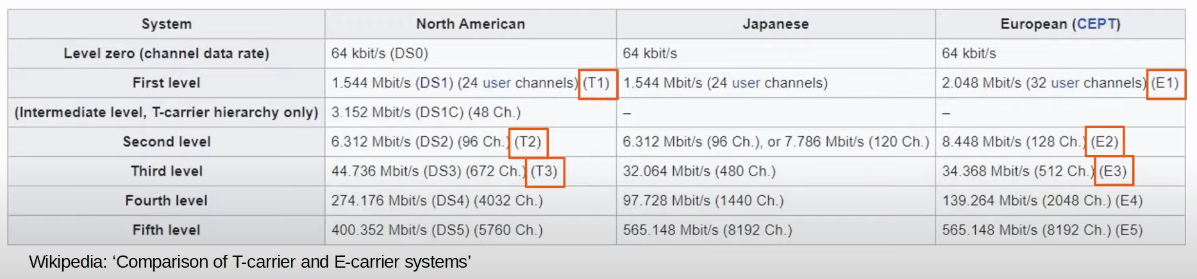 System North American Japanese European (CEPT)
Level zero (channel data rate) 64 kbit/s (DS0) 64 kbit/s 64 kbit/s
First level 1.544 Mbit/s (DS1) (24 user channels) (T1) 1.544 Mbit/s (24 user channels) 2.048 Mbit/s (32 user channels) (E1)
(Intermediate level, T-carrier hierarchy only) 3.152 Mbit/s (DS1C) (48 Ch.) – –
Second level 6.312 Mbit/s (DS2) (96 Ch.) (T2) 6.312 Mbit/s (96 Ch.), or 7.786 Mbit/s (120 Ch.) 8.448 Mbit/s (128 Ch.) (E2)
Third level 44.736 Mbit/s (DS3) (672 Ch.) (T3) 32.064 Mbit/s (480 Ch.) 34.368 Mbit/s (512 Ch.) (E3)
Fourth level 274.176 Mbit/s (DS4) (4032 Ch.) 97.728 Mbit/s (1440 Ch.) 139.264 Mbit/s (2048 Ch.) (E4)
Fifth level 400.352 Mbit/s (DS5) (5760 Ch.) 565.148 Mbit/s (8192 Ch.) 565.148 Mbit/s (8192 Ch.) (E5)
Wikipedia: ‘Comparison of T-carrier and E-carrier systems’